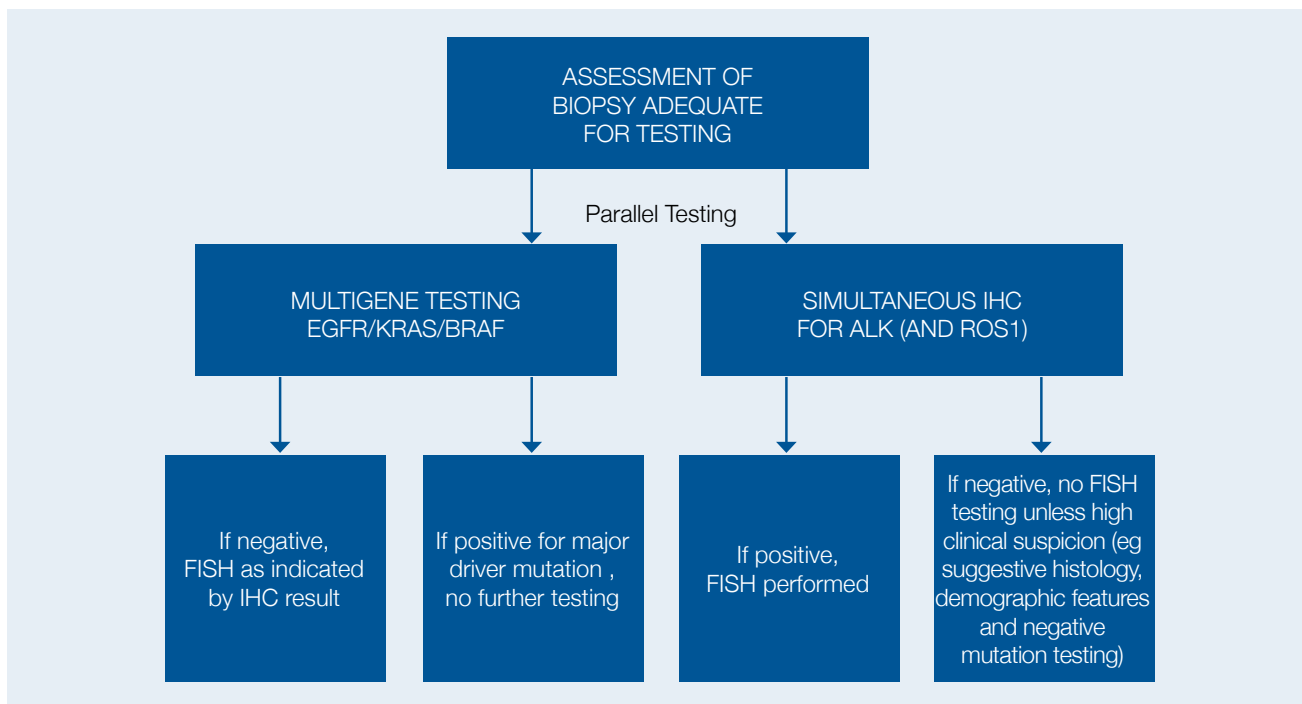 ASSESSMENT OF
BIOPSY ADEQUATE
FOR TESTING
Parallel Testing
MULTIGENE TESTING
EGFR/KRAS/BRAF
SIMULTANEOUS IHC
FOR ALK (AND ROS1)
If negative,
FISH as indicated
by IHC result
If positive for major
driver mutation ,
no further testing
If positive,
FISH performed
If negative, no FISH
testing unless high
clinical suspicion (eg
suggestive histology,
demographic features
and negative
mutation testing)